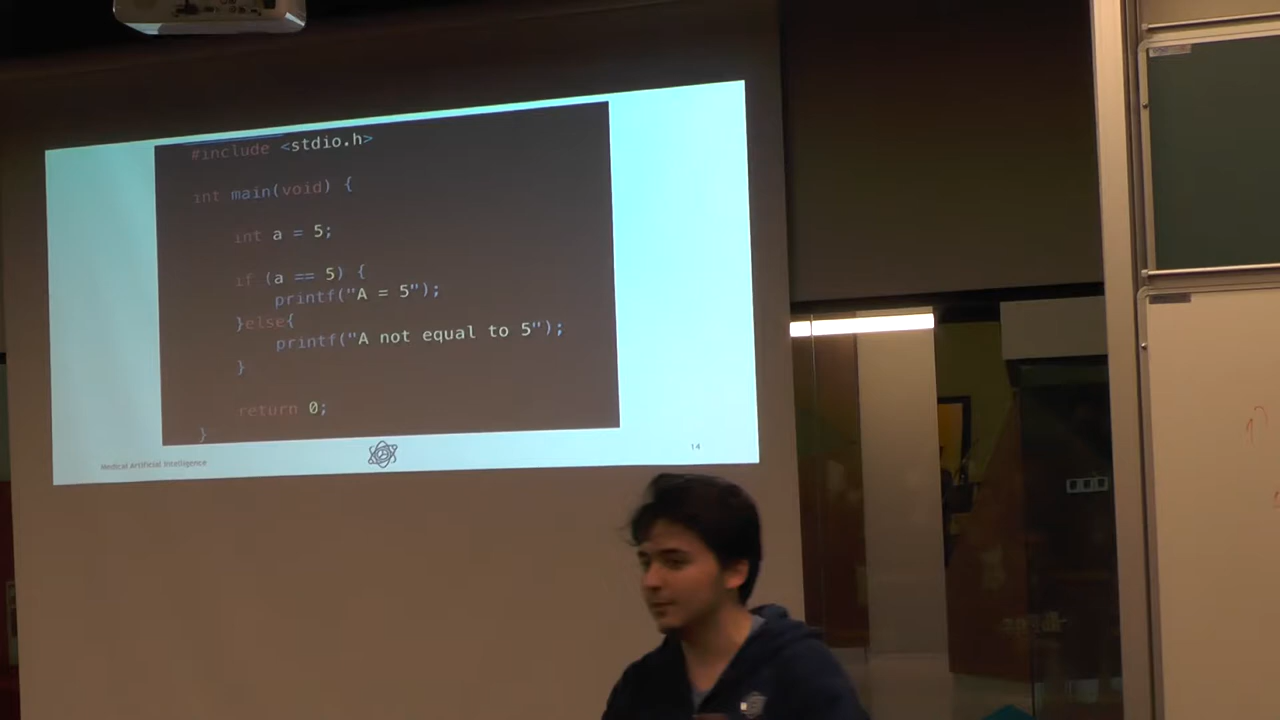 #include <stdio.h>
int main(void) {
int a = 5;
if (a == 5) {
printf("A = 5");
}else{
printf("A not equal to 5");
}
return 0;
}
Medical Artificial Intelligence
14